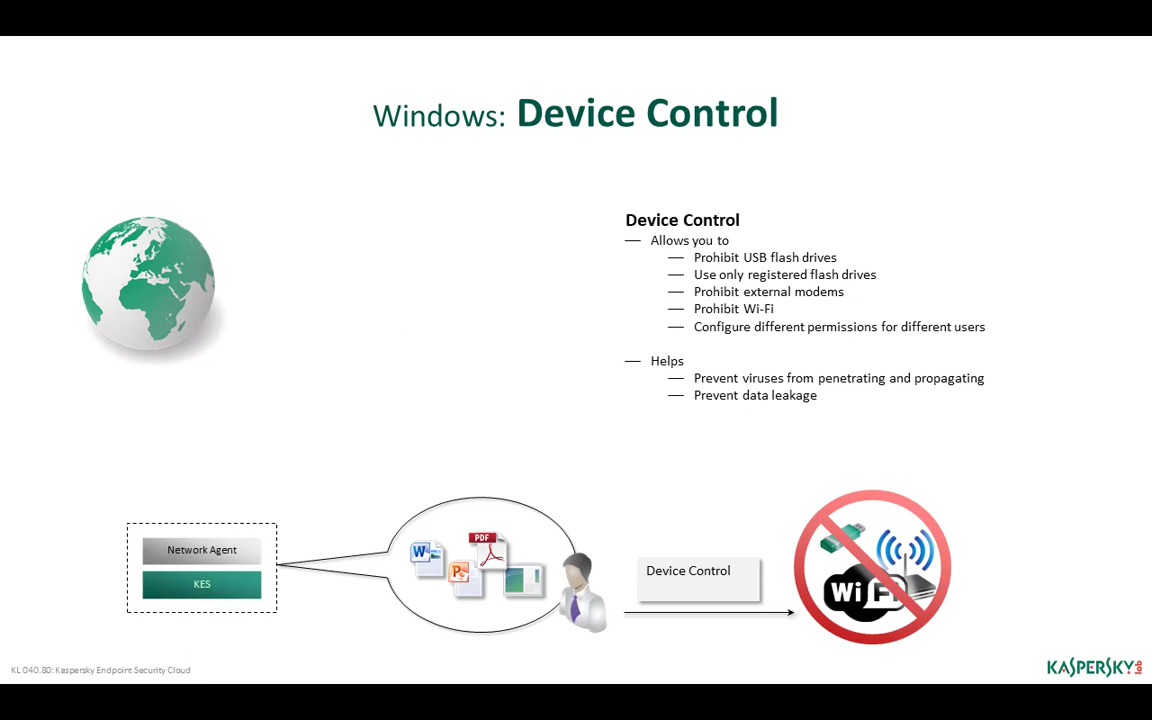 Windows: Device Control
Device Control
— Allows you to
— Prohibit USB flash drives
— Use only registered flash drives
— Prohibit external modems
— Prohibit Wi-Fi
— Configure different permissions for different users
— Helps
— Prevent viruses from penetrating and propagating
— Prevent data leakage
Network Agent
KES
W
P
PDF
Device Control
Wi Fi
KL 040.80: Kaspersky Endpoint Security Cloud
KASPERSKY lab